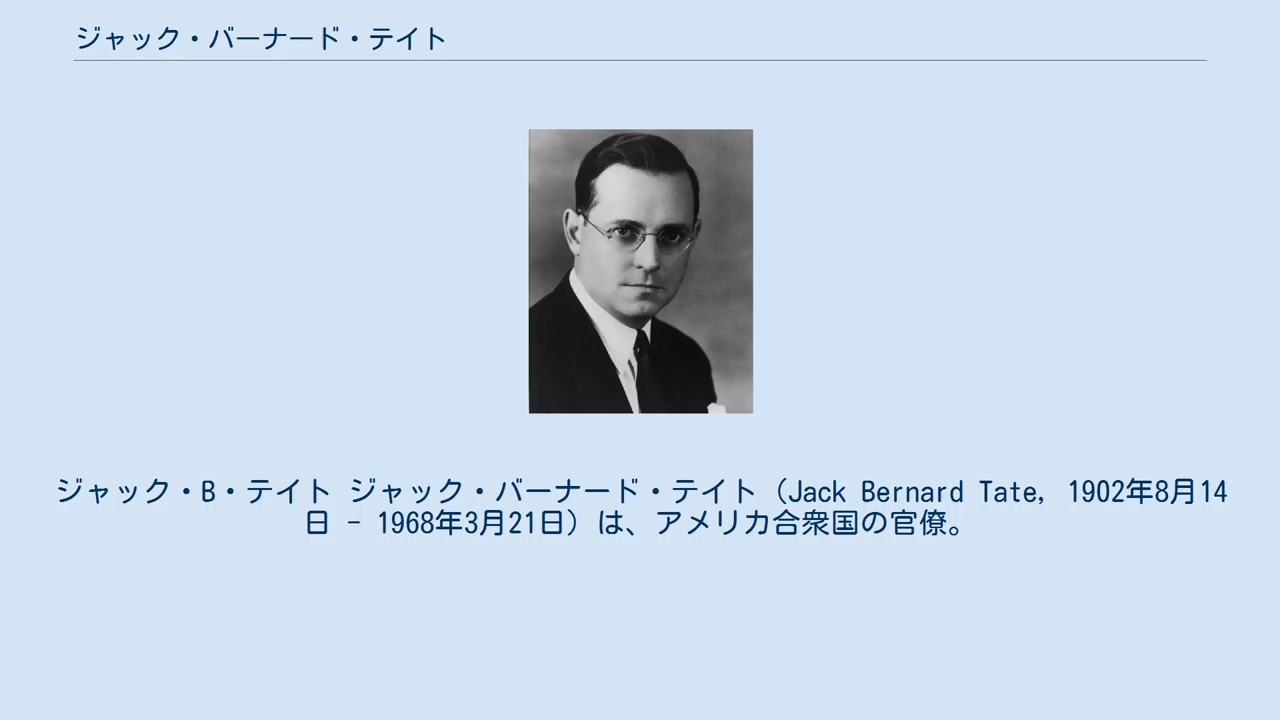 ジャック・バーナード・テイト
ジャック・B・テイト ジャック・バーナード・テイト（Jack Bernard Tate, 1902年8月14
日 - 1968年3月21日）は、アメリカ合衆国の官僚。